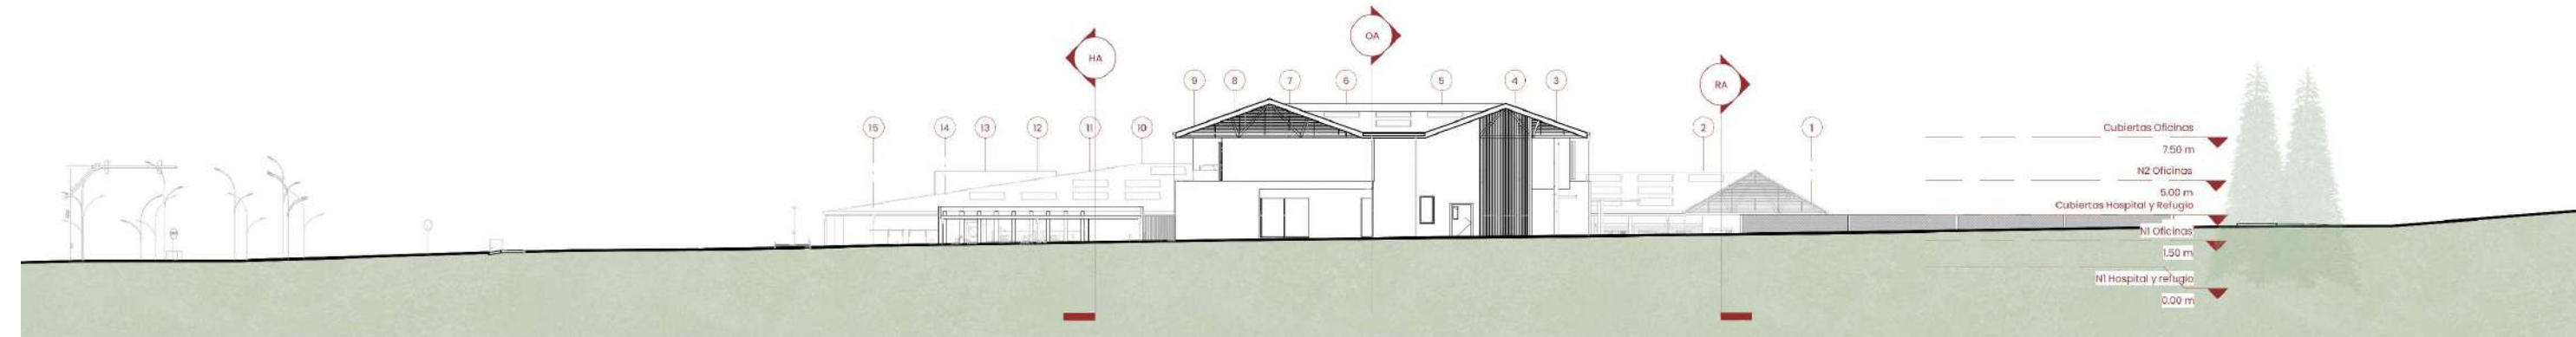 HA
OA
RA
9
8
7
6
5
4
3
15
14
13
12
11
10
2
1
Cubiertas Oficinas
7.50 m
N2 Oficinas
5.00 m
Cubiertas Hospital y Refugio
N1 Oficinas
1.50 m
N1 Hospital y refugio
0.00 m